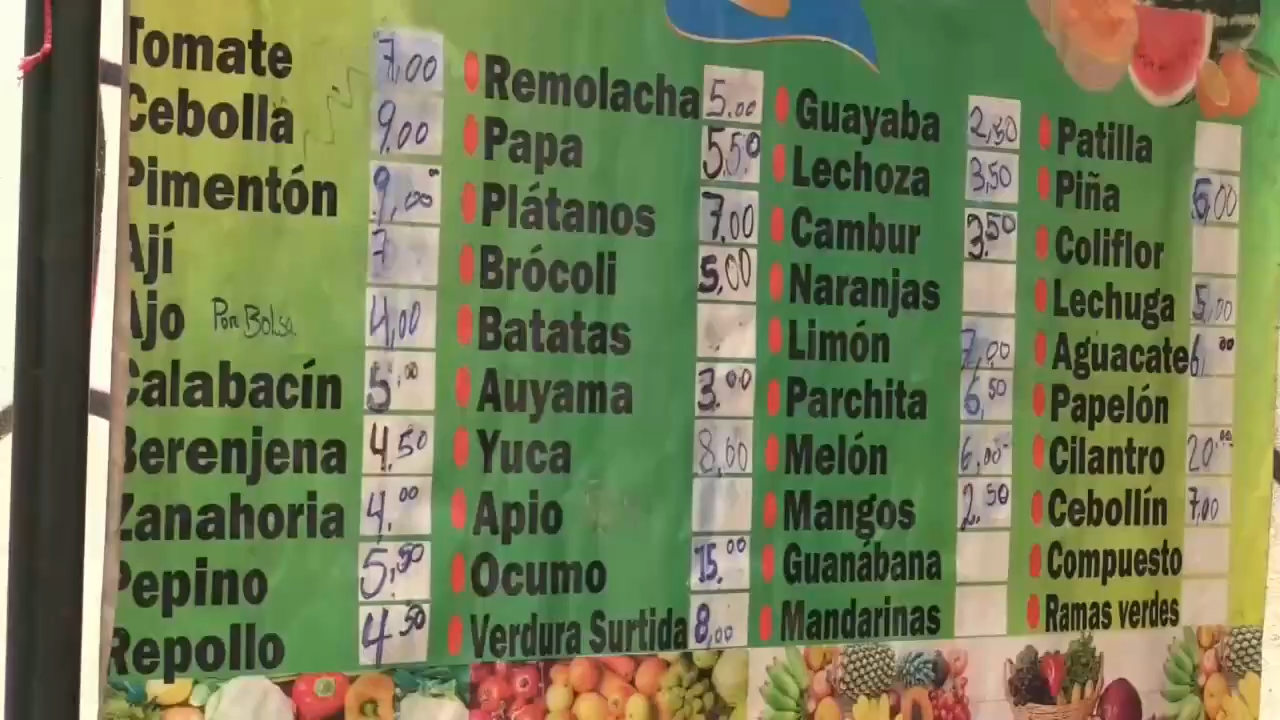 Tomate 7,00
Cebolla 9,00
Pimentón 9,00
Ají 7
Ajo Por Bolsa 4,00
Calabacín 5,00
Berenjena 4,50
Zanahoria 4,00
Pepino 5,50
Repollo 4,50
Remolacha 5.00
Papa 5.50
Plátanos 7,00
Brócoli 5,00
Batatas
Auyama 3,00
Yuca 8,00
Apio
Ocumo 15,00
Verdura Surtida 8,00
Guayaba 2,50
Lechoza 3,50
Cambur 3,50
Naranjas
Limón 7,00
Parchita 6,50
Melón 6,00
Mangos 2,50
Guanábana
Mandarinas
Patilla
Piña 6,00
Coliflor
Lechuga 5,00
Aguacate 6,00
Papelón
Cilantro 20,00
Cebollín 7,00
Compuesto
Ramas verdes